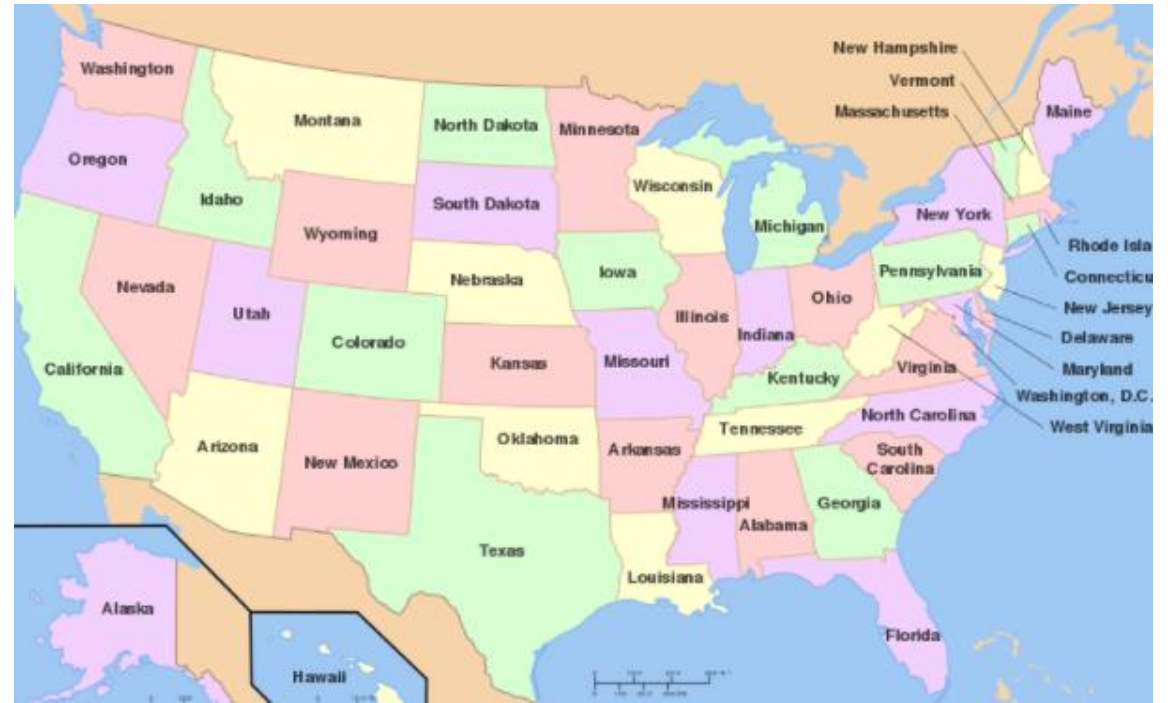 New Hampshire
Washington
Vermont
Maine
Massachusetts
Montana
North Dakota
Minnesota
Oregon
Wisconsin
Idaho
South Dakota
New York
Michigan
Wyoming
Rhode Isla
Iowa
Pennsylvania
Connecticu
Nebraska
Nevada
Ohio
New Jersey
Utah
Illinois
Indiana
Delaware
Colorado
Kansas
Missouri
Virginia
Maryland
California
Kentucky
Washington, D.C.
North Carolina
Tennessee
West Virginia
Oklahoma
Arizona
Arkansas
South
Carolina
New Mexico
Mississippi
Georgia
Alabama
Texas
Louisiana
Alaska
Florida
Hawaii